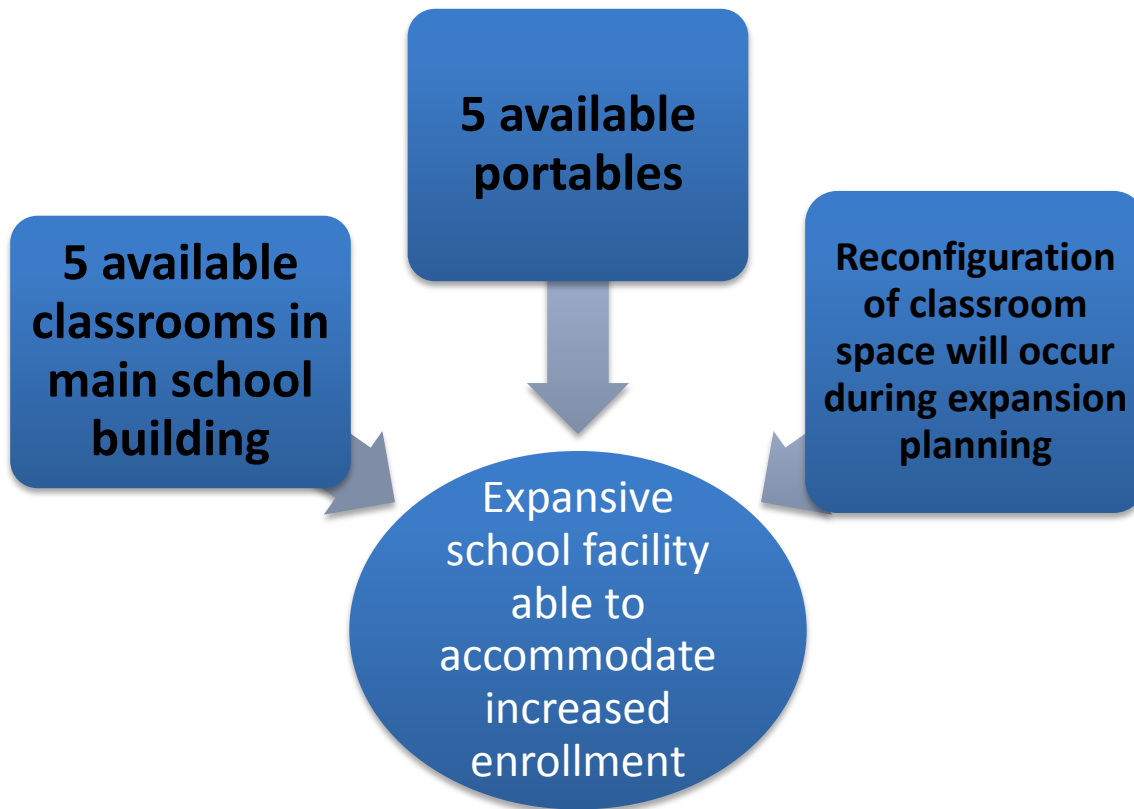 5 available
portables
5 available
classrooms in
main school
building
Reconfiguration
of classroom
space will occur
during expansion
planning
Expansive
school facility
able to
accommodate
increased
enrollment